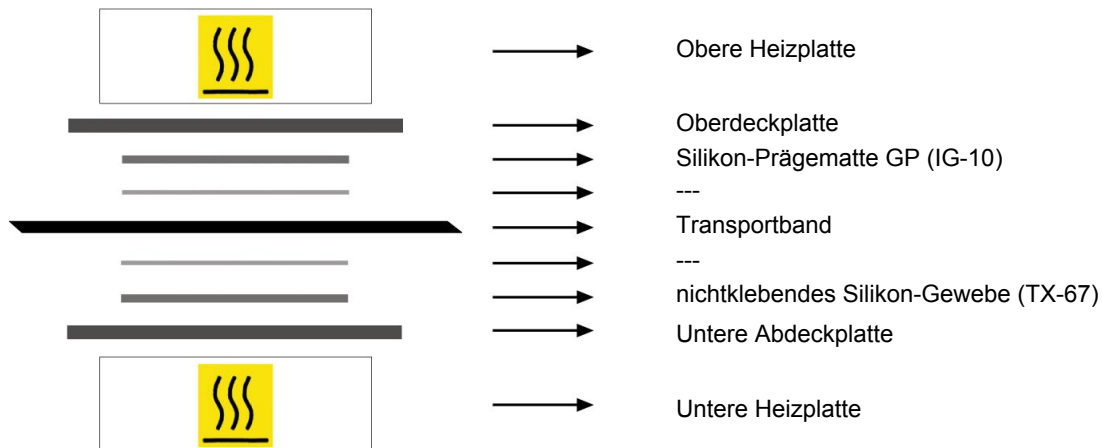 Obere Heizplatte
Oberdeckplatte
Silikon-Prägematte GP (IG-10)
---
Transportband
---
nichtklebendes Silikon-Gewebe (TX-67)
Untere Abdeckplatte
Untere Heizplatte